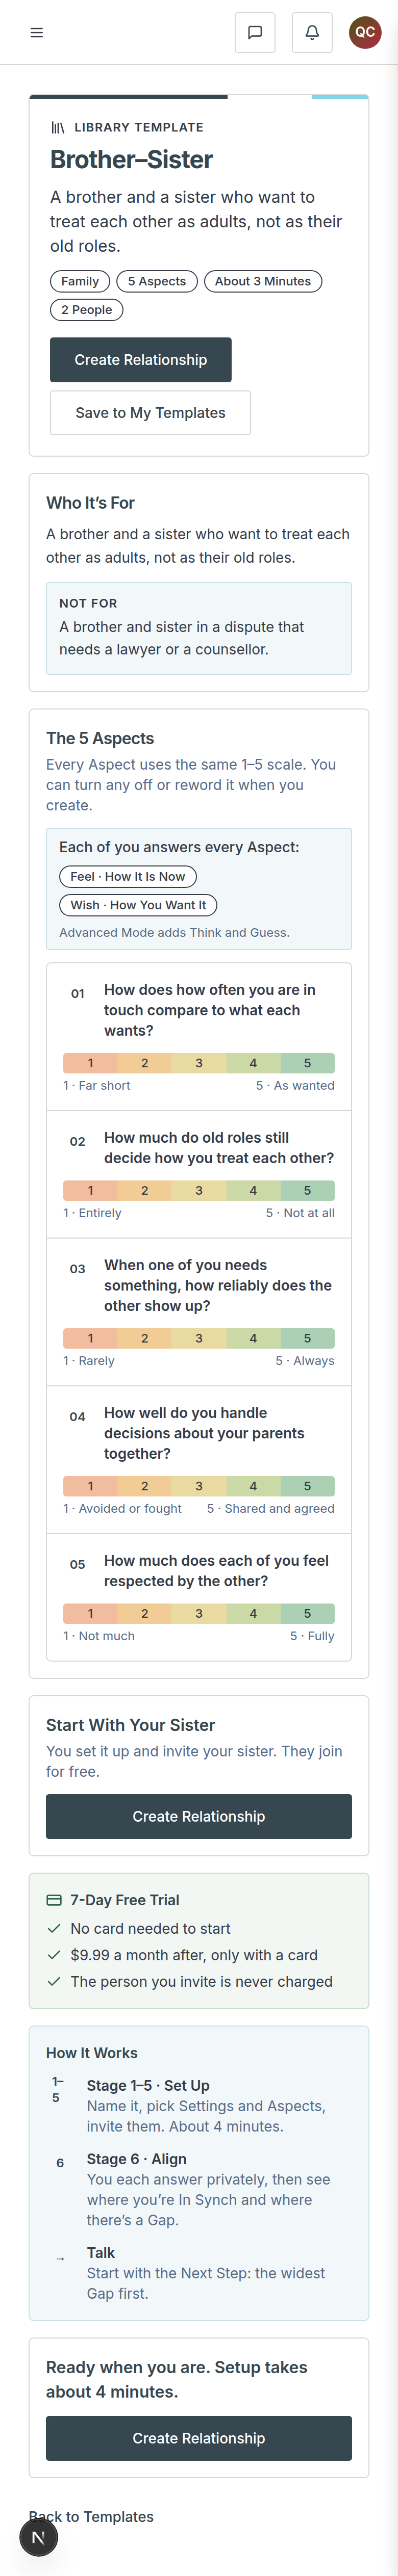 QC
LIBRARY TEMPLATE
Brother–Sister
A brother and a sister who want to
treat each other as adults, not as their
old roles.
Family
5 Aspects
About 3 Minutes
2 People
Create Relationship
Save to My Templates
Who It’s For
A brother and a sister who want to treat each
other as adults, not as their old roles.
NOT FOR
A brother and sister in a dispute that
needs a lawyer or a counsellor.
The 5 Aspects
Every Aspect uses the same 1–5 scale. You
can turn any off or reword it when you
create.
Each of you answers every Aspect:
Feel · How It Is Now
Wish · How You Want It
Advanced Mode adds Think and Guess.
01
How does how often you are in
touch compare to what each
wants?
1 2 3 4 5
1 · Far short 5 · As wanted
02
How much do old roles still
decide how you treat each other?
1 2 3 4 5
1 · Entirely 5 · Not at all
03
When one of you needs
something, how reliably does the
other show up?
1 2 3 4 5
1 · Rarely 5 · Always
04
How well do you handle
decisions about your parents
together?
1 2 3 4 5
1 · Avoided or fought 5 · Shared and agreed
05
How much does each of you feel
respected by the other?
1 2 3 4 5
1 · Not much 5 · Fully
Start With Your Sister
You set it up and invite your sister. They join
for free.
Create Relationship
7-Day Free Trial
No card needed to start
$9.99 a month after, only with a card
The person you invite is never charged
How It Works
1–
5
Stage 1–5 · Set Up
Name it, pick Settings and Aspects,
invite them. About 4 minutes.
6
Stage 6 · Align
You each answer privately, then see
where you’re In Synch and where
there’s a Gap.
→
Talk
Start with the Next Step: the widest
Gap first.
Ready when you are. Setup takes
about 4 minutes.
Create Relationship
Back to Templates
N